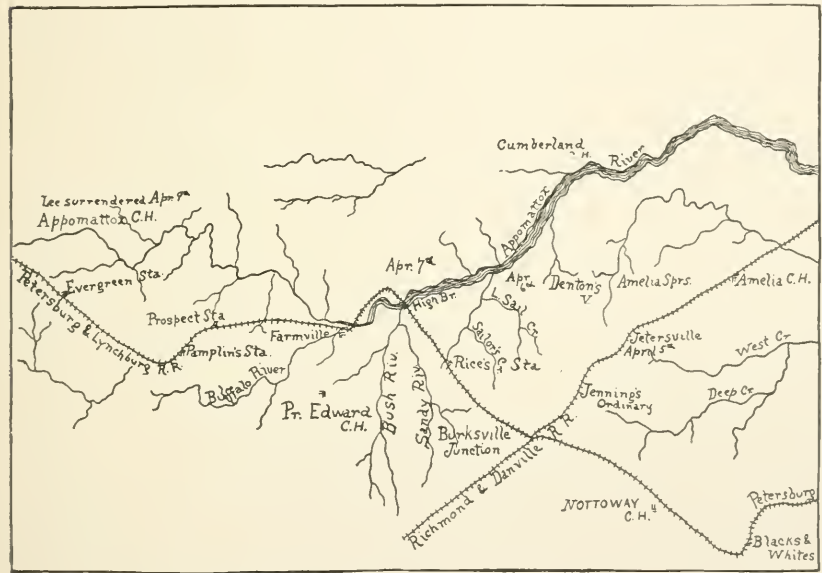 Cumberland
C.H.
River
Appomattox
Lee surrendered Apr. 9th
Appomattox C.H.
Apr. 7th
Evergreen Sta.
Petersburg & Lynchburg R.R.
Prospect Sta
Pamplin's Sta.
Farmville
High Br.
Apr. 6th
Denton's
V.
Amelia Sprs.
Amelia C.H.
L. Sail Cr
Sailor's Cr
Rice's Sta
Jetersville
April 5th
West Cr
Buffalo River
Pr. Edward
C.H.
Bush Riv.
Sandy Riv
Burksville
Junction
Jenning's
Ordinary
Deep Cr
Richmond & Danville R.R.
Nottoway
C.H.
Petersburg
Blacks &
Whites